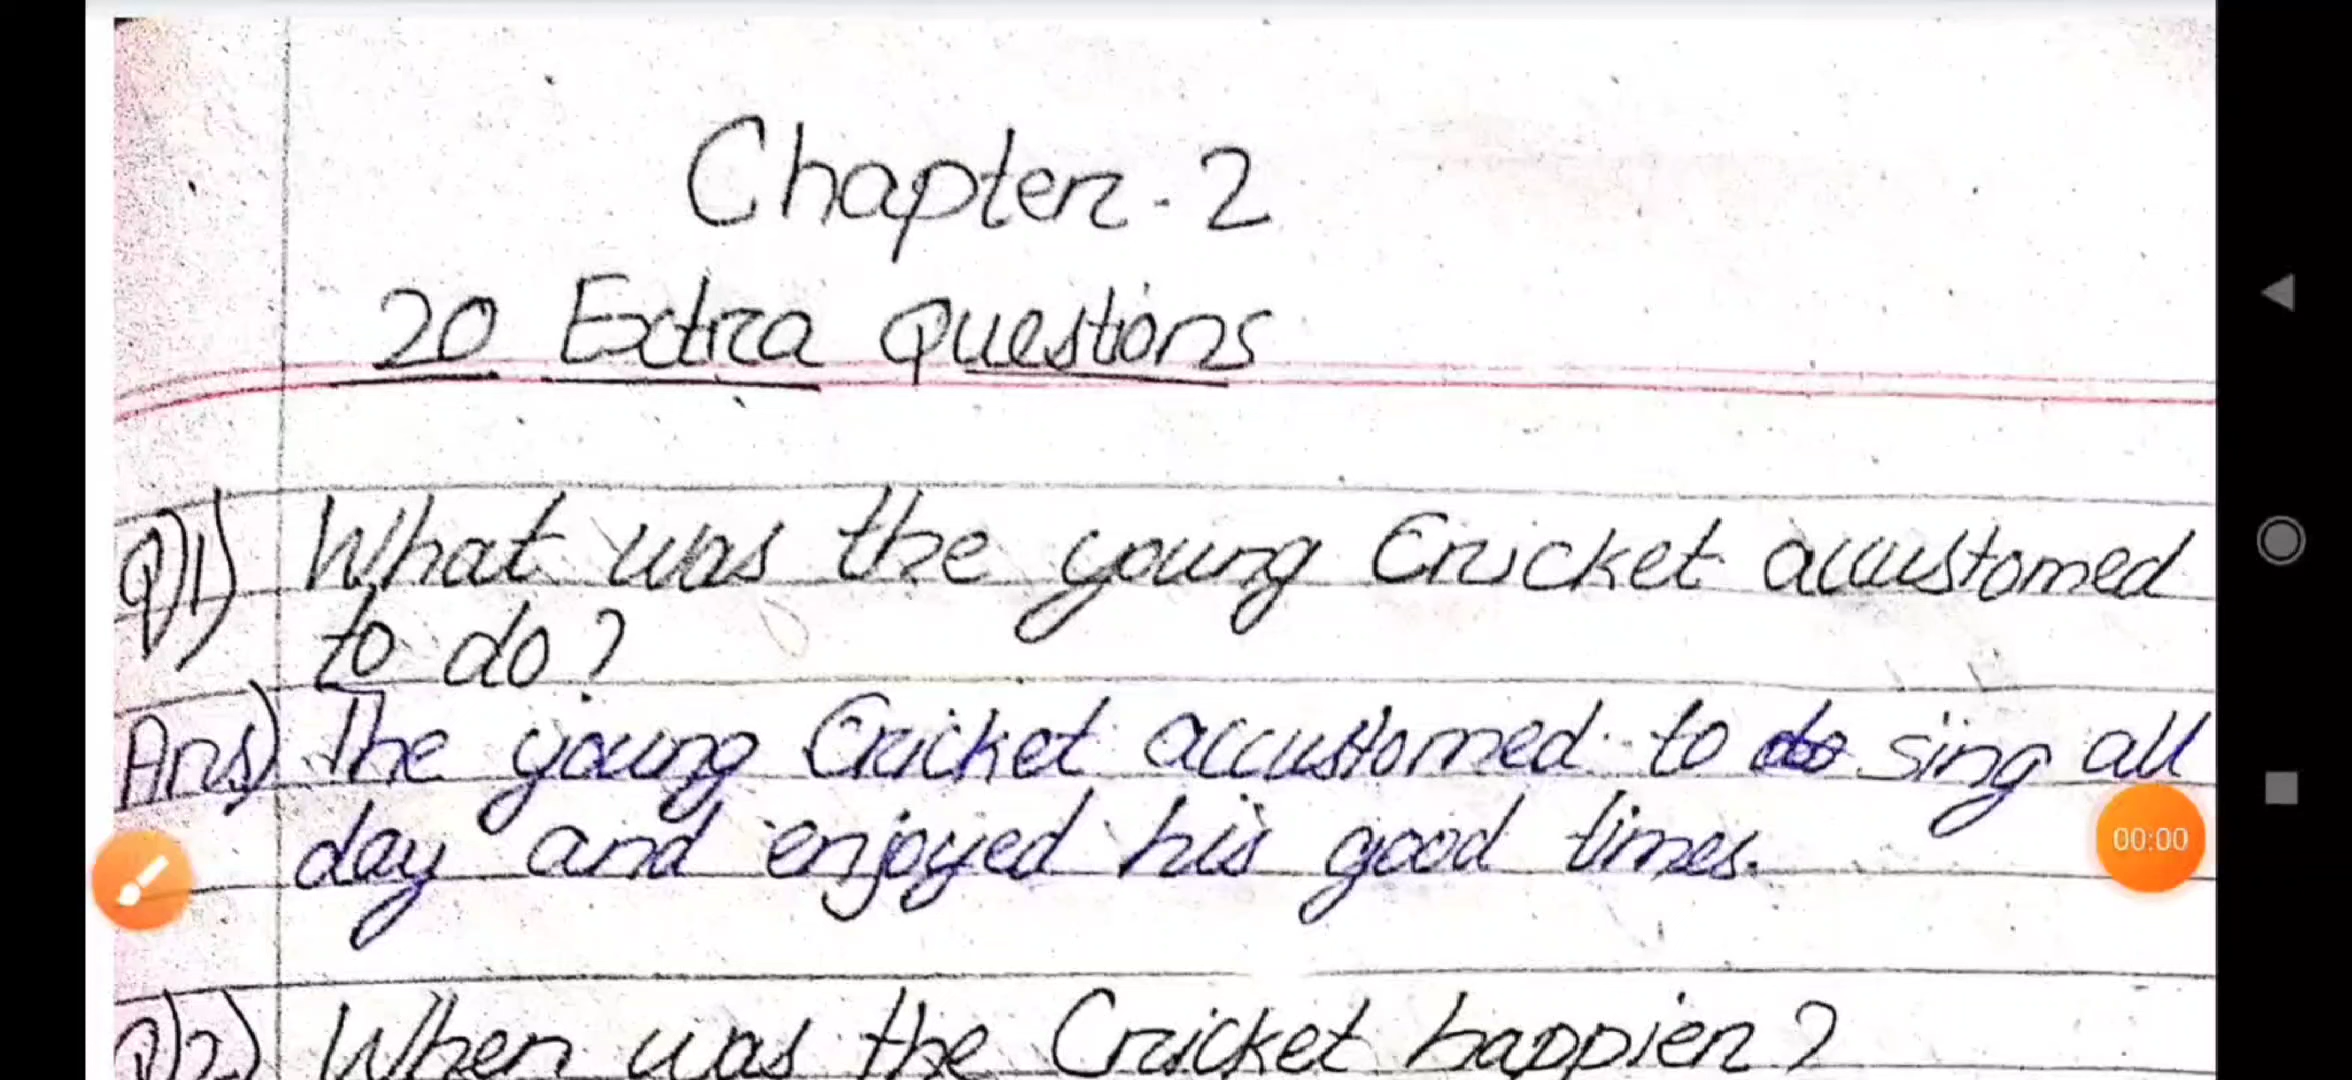 Chapter-2
20 Extra Questions
Q1) What was the young Cricket accustomed
to do?
Ans) The young Cricket accustomed to do sing all
day and enjoyed his good times.
00:00
Q2) When was the Cricket happier?